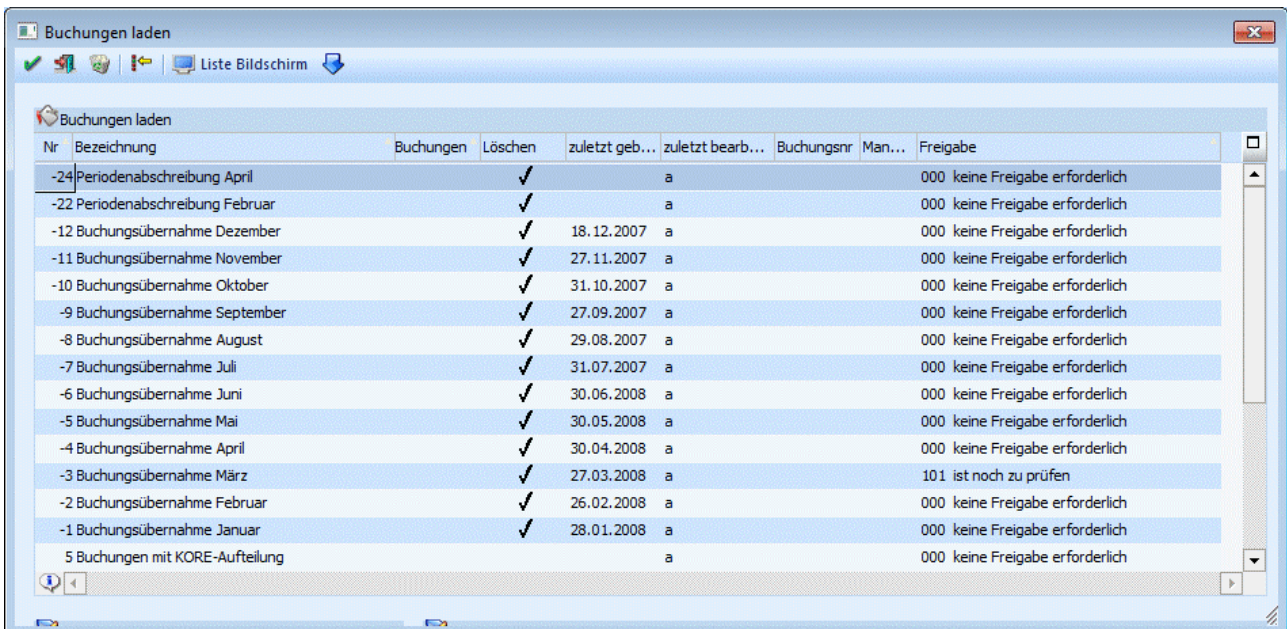 Buchungen laden
Liste Bildschirm
Buchungen laden
Nr Bezeichnung Buchungen Löschen zuletzt geb... zuletzt bearb... Buchungsnr Man... Freigabe
-24 Periodenabschreibung April a 000 keine Freigabe erforderlich
-22 Periodenabschreibung Februar a 000 keine Freigabe erforderlich
-12 Buchungsübernahme Dezember 18.12.2007 a 000 keine Freigabe erforderlich
-11 Buchungsübernahme November 27.11.2007 a 000 keine Freigabe erforderlich
-10 Buchungsübernahme Oktober 31.10.2007 a 000 keine Freigabe erforderlich
-9 Buchungsübernahme September 27.09.2007 a 000 keine Freigabe erforderlich
-8 Buchungsübernahme August 29.08.2007 a 000 keine Freigabe erforderlich
-7 Buchungsübernahme Juli 31.07.2007 a 000 keine Freigabe erforderlich
-6 Buchungsübernahme Juni 30.06.2008 a 000 keine Freigabe erforderlich
-5 Buchungsübernahme Mai 30.05.2008 a 000 keine Freigabe erforderlich
-4 Buchungsübernahme April 30.04.2008 a 000 keine Freigabe erforderlich
-3 Buchungsübernahme März 27.03.2008 a 101 ist noch zu prüfen
-2 Buchungsübernahme Februar 26.02.2008 a 000 keine Freigabe erforderlich
-1 Buchungsübernahme Januar 28.01.2008 a 000 keine Freigabe erforderlich
5 Buchungen mit KORE-Aufteilung a 000 keine Freigabe erforderlich